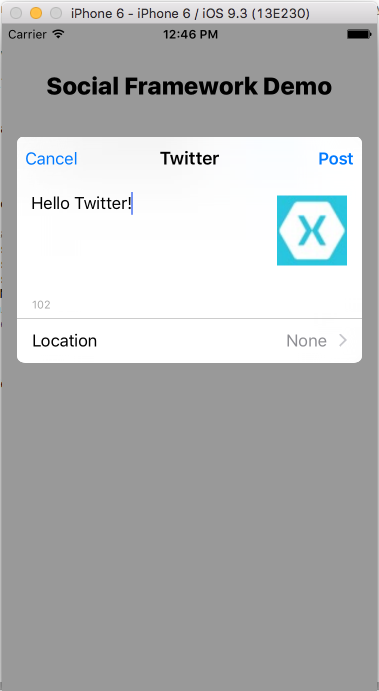 iPhone 6 - iPhone 6 / iOS 9.3 (13E230)
Carrier 12:46 PM
Social Framework Demo
Cancel Twitter Post
Hello Twitter!
102
Location None